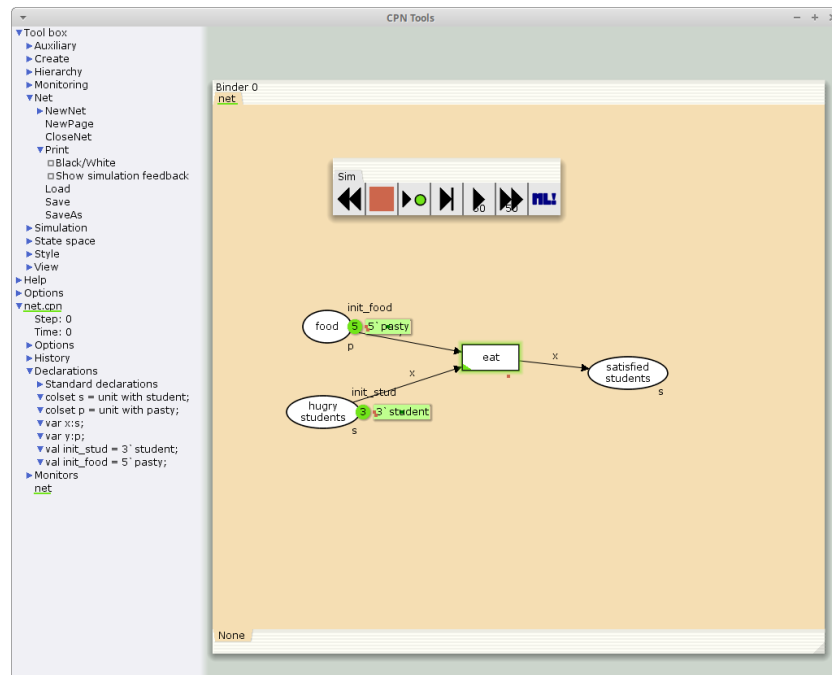 CPN Tools
Tool box
Auxiliary
Create
Hierarchy
Monitoring
Net
NewNet
NewPage
CloseNet
Print
Black/White
Show simulation feedback
Load
Save
SaveAs
Simulation
State space
Style
View
Help
Options
net.cpn
Step: 0
Time: 0
Options
History
Declarations
Standard declarations
colset s = unit with student;
colset p = unit with pasty;
var x:s;
var y:p;
val init_stud = 3`student;
val init_food = 5`pasty;
Monitors
net
Binder 0
net
Sim
50
50
ML!
init_food
food
5
5`pasty
p
eat
x
satisfied
students
s
x
init_stud
hugry
students
3
3`student
s
None